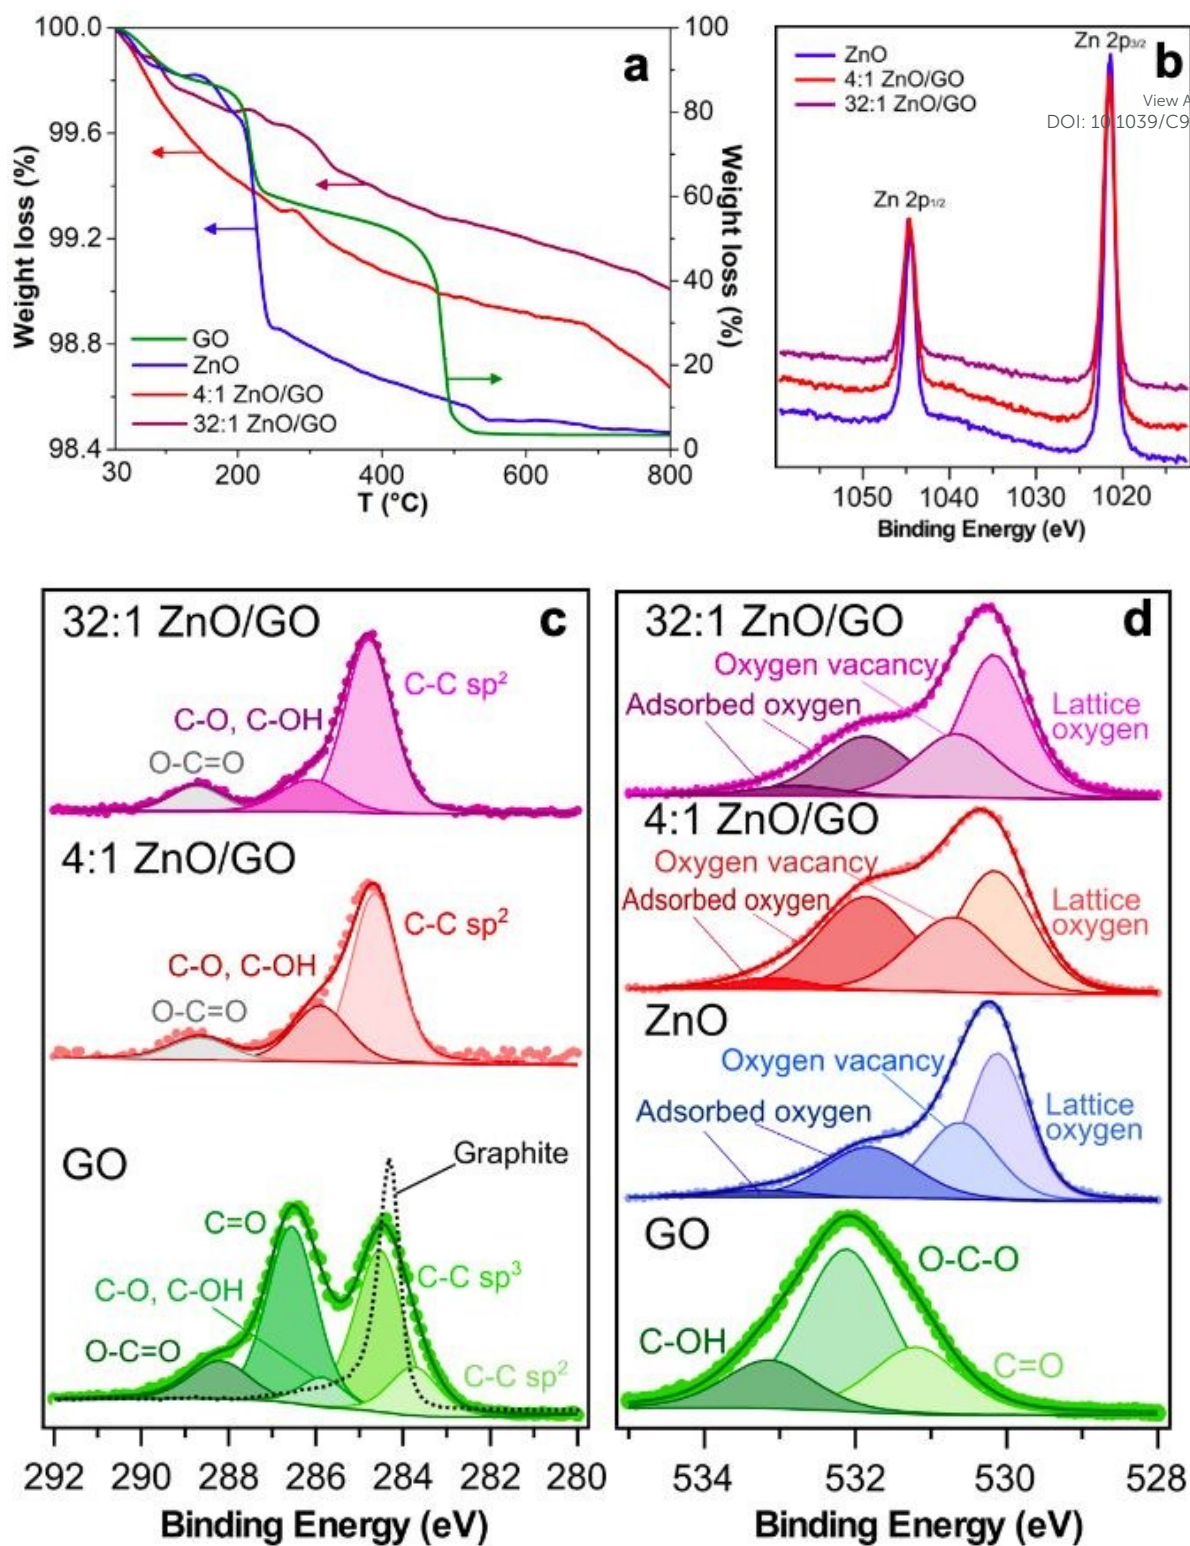 a
100.0
99.6
99.2
98.8
98.4
Weight loss (%)
100
80
60
40
20
0
Weight loss (%)
GO
ZnO
4:1 ZnO/GO
32:1 ZnO/GO
30 200 400 600 800
T (°C)
b
ZnO
4:1 ZnO/GO
32:1 ZnO/GO
Zn 2p3/2
View A
DOI: 10.1039/C9
Zn 2p1/2
1050 1040 1030 1020
Binding Energy (eV)
c
32:1 ZnO/GO
C-C sp²
C-O, C-OH
O-C=O
4:1 ZnO/GO
C-C sp²
C-O, C-OH
O-C=O
GO
Graphite
C=O
C-C sp³
C-O, C-OH
O-C=O
C-C sp²
292 290 288 286 284 282 280
Binding Energy (eV)
d
32:1 ZnO/GO
Oxygen vacancy
Adsorbed oxygen
Lattice
oxygen
4:1 ZnO/GO
Oxygen vacancy
Adsorbed oxygen
Lattice
oxygen
ZnO
Oxygen vacancy
Adsorbed oxygen
Lattice
oxygen
GO
O-C-O
C-OH
C=O
534 532 530 528
Binding Energy (eV)